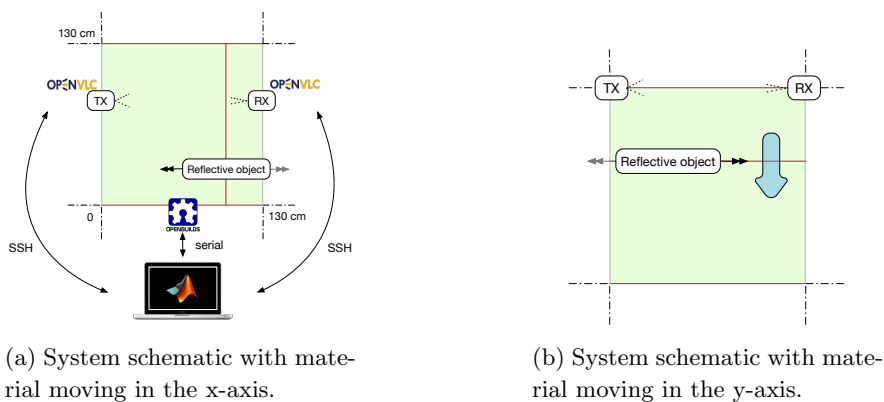 130 cm
OPENVLC
OPENVLC
TX
RX
Reflective object
0
130 cm
OPENBUILDS
SSH
serial
SSH
TX
RX
Reflective object
(a) System schematic with mate-
rial moving in the x-axis.
(b) System schematic with mate-
rial moving in the y-axis.